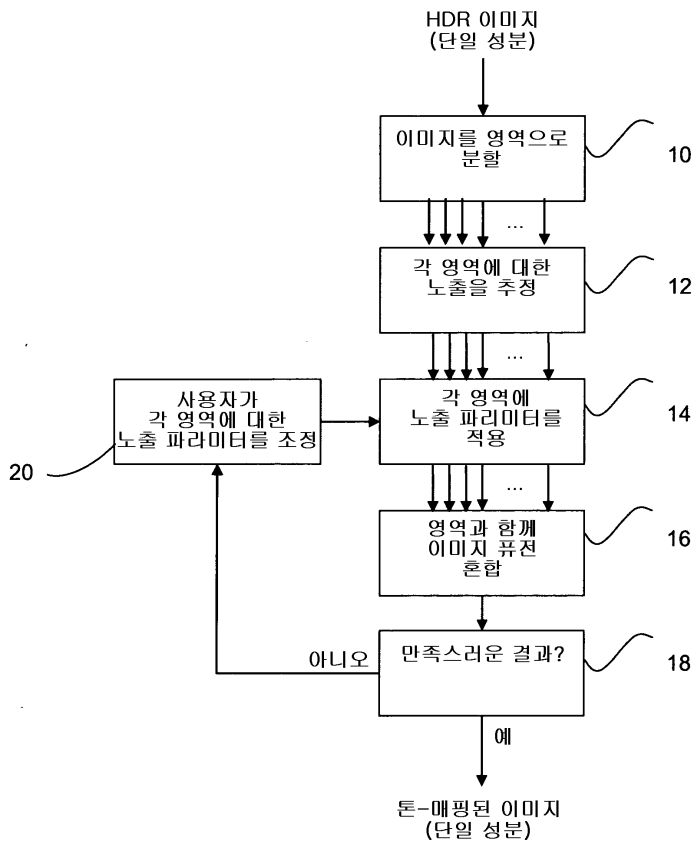 HDR 이미지
(단일 성분)
이미지를 영역으로
분할
10
...
각 영역에 대한
노출을 추정
12
...
사용자가
각 영역에 대한
노출 파라미터를 조정
20
각 영역에
노출 파리미터를
적용
14
...
영역과 함께
이미지 퓨전
혼합
16
만족스러운 결과?
18
아니오
예
톤-매핑된 이미지
(단일 성분)